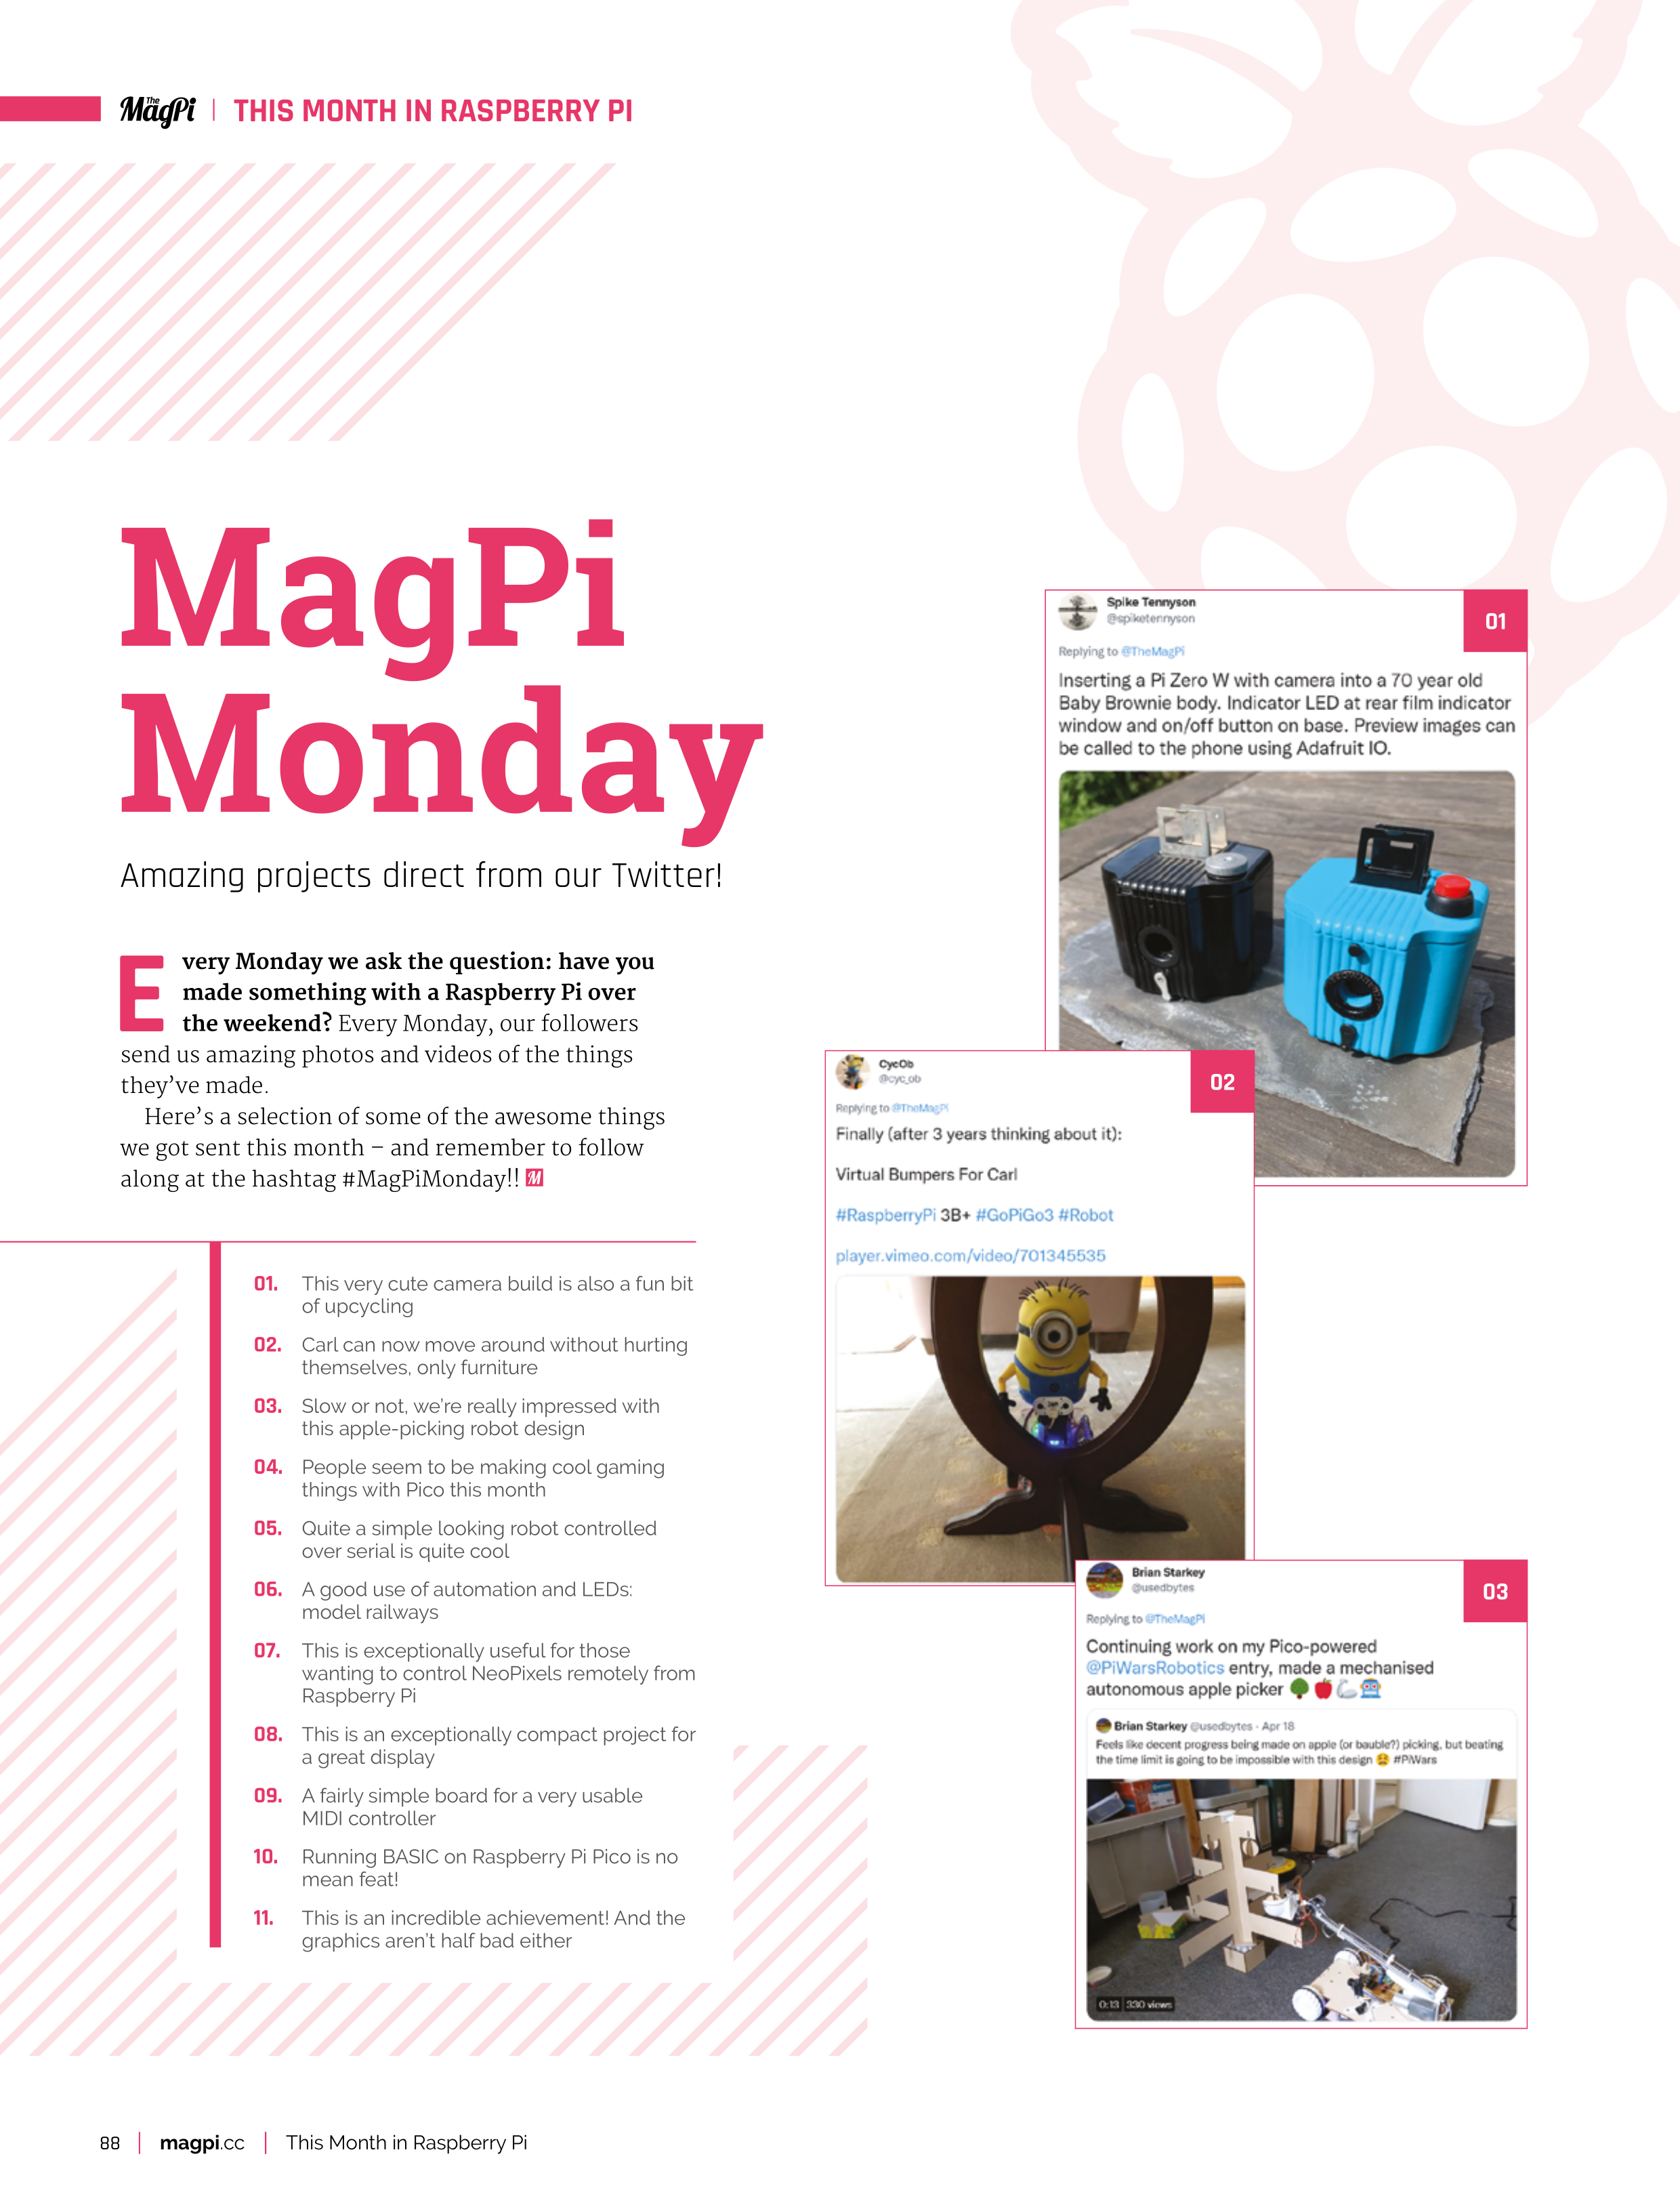 The MagPi
THIS MONTH IN RASPBERRY PI
MagPi
Monday
Amazing projects direct from our Twitter!
Every Monday we ask the question: have you
made something with a Raspberry Pi over
the weekend? Every Monday, our followers
send us amazing photos and videos of the things
they've made.
Here's a selection of some of the awesome things
we got sent this month – and remember to follow
along at the hashtag #MagPiMonday!! M
01. This very cute camera build is also a fun bit
of upcycling
02. Carl can now move around without hurting
themselves, only furniture
03. Slow or not, we're really impressed with
this apple-picking robot design
04. People seem to be making cool gaming
things with Pico this month
05. Quite a simple looking robot controlled
over serial is quite cool
06. A good use of automation and LEDs:
model railways
07. This is exceptionally useful for those
wanting to control NeoPixels remotely from
Raspberry Pi
08. This is an exceptionally compact project for
a great display
09. A fairly simple board for a very usable
MIDI controller
10. Running BASIC on Raspberry Pi Pico is no
mean feat!
11. This is an incredible achievement! And the
graphics aren't half bad either
01
Spike Tennyson
@spiketennyson
Replying to @TheMagPi
Inserting a Pi Zero W with camera into a 70 year old
Baby Brownie body. Indicator LED at rear film indicator
window and on/off button on base. Preview images can
be called to the phone using Adafruit IO.
02
CycOb
@cyc_ob
Replying to @TheMagPi
Finally (after 3 years thinking about it):
Virtual Bumpers For Carl
#RaspberryPi 3B+ #GoPiGo3 #Robot
player.vimeo.com/video/701345535
03
Brian Starkey
@usedbytes
Replying to @TheMagPi
Continuing work on my Pico-powered
@PiWarsRobotics entry, made a mechanised
autonomous apple picker 🌳🍎🦾🤖
Brian Starkey @usedbytes · Apr 18
Feels like decent progress being made on apple (or bauble?) picking, but beating
the time limit is going to be impossible with this design 😫 #PiWars
0:13 330 views
88 | magpi.cc | This Month in Raspberry Pi